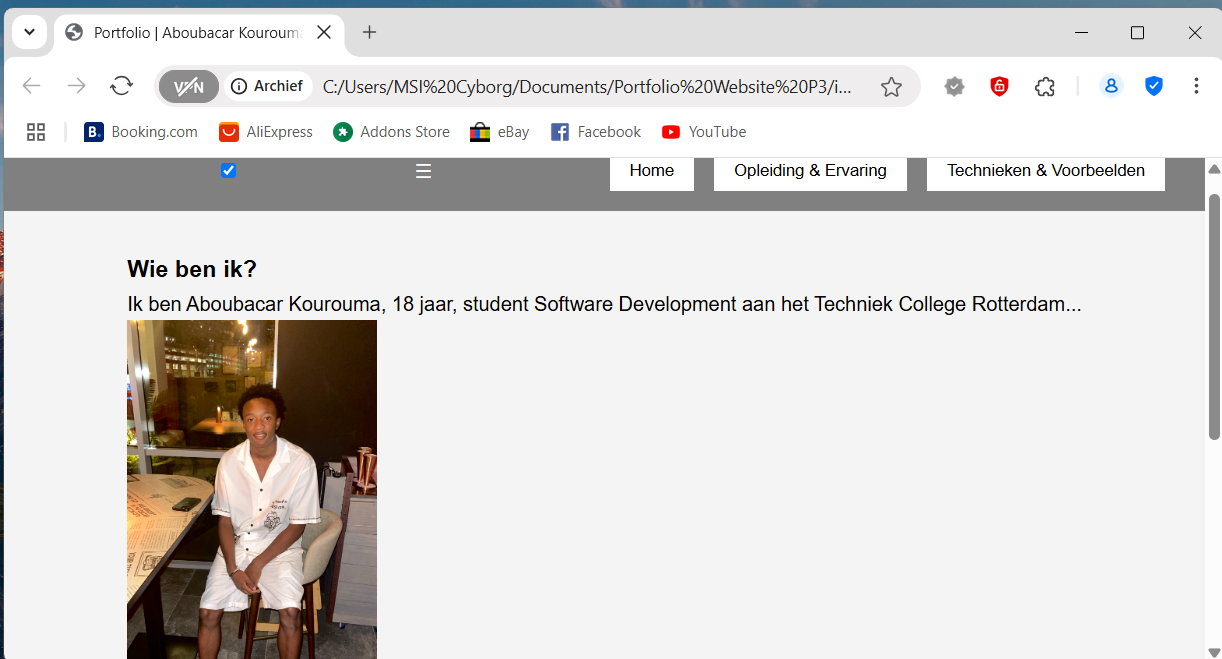 Portfolio | Aboubacar Kourouma
VPN
Archief
C:/Users/MSI%20Cyborg/Documents/Portfolio%20Website%20P3/i...
B. Booking.com
AliExpress
Addons Store
eBay
Facebook
YouTube
Home
Opleiding & Ervaring
Technieken & Voorbeelden
Wie ben ik?
Ik ben Aboubacar Kourouma, 18 jaar, student Software Development aan het Techniek College Rotterdam...